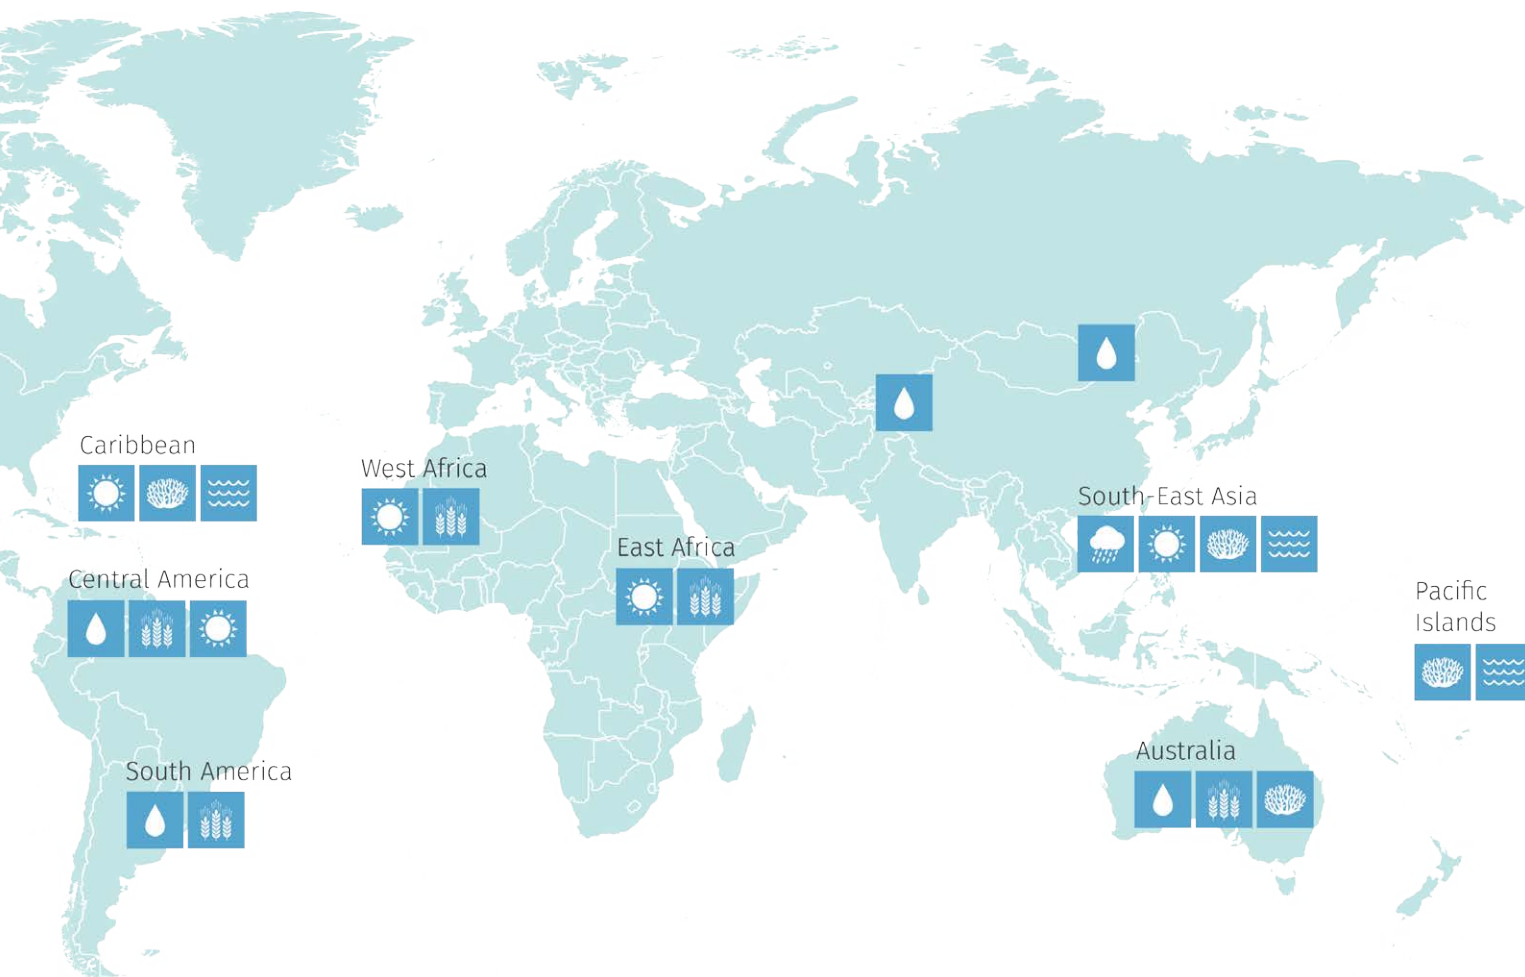 Caribbean
West Africa
South-East Asia
East Africa
Central America
Pacific
Islands
Australia
South America